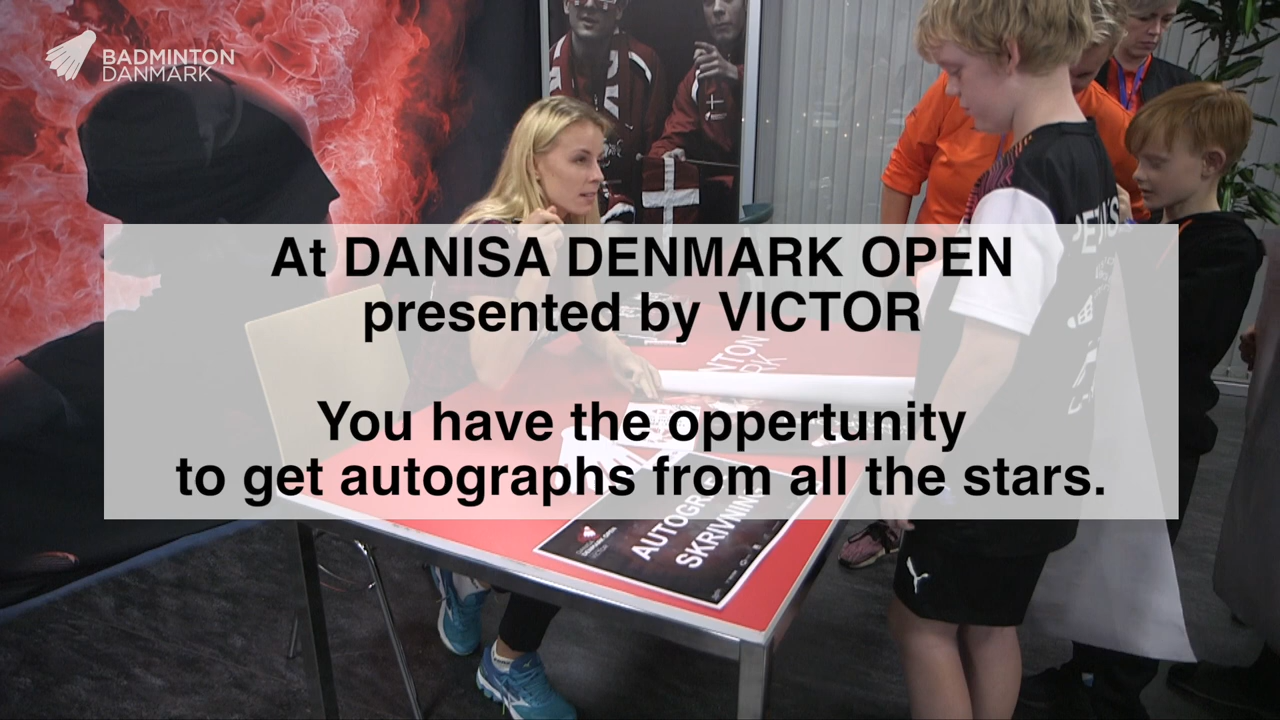 BADMINTON
DANMARK
At DANISA DENMARK OPEN
presented by VICTOR
You have the oppertunity
to get autographs from all the stars.
AUTOGR
SKRIVNING